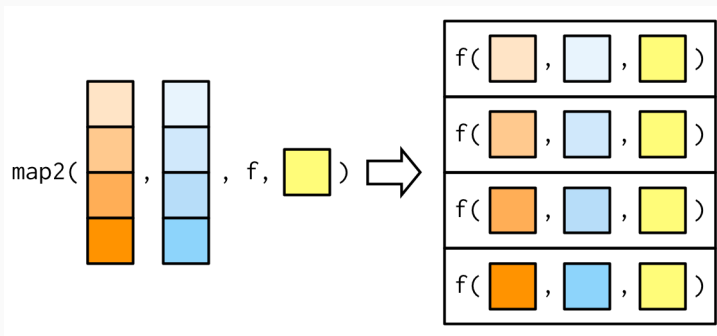 f( , , )
f( , , )
map2( , , f, )
f( , , )
f( , , )